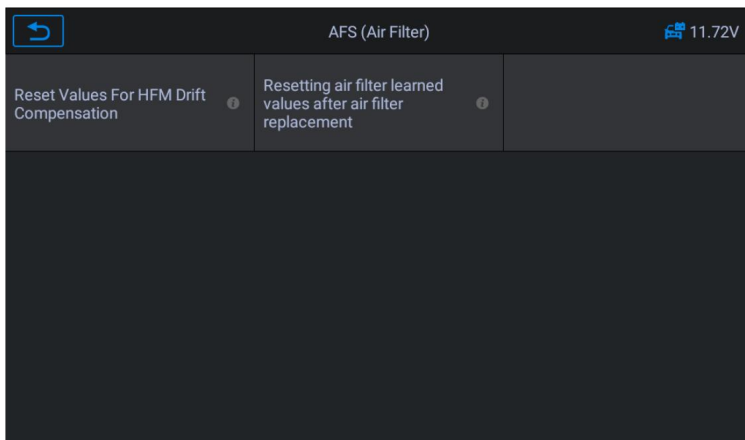 AFS (Air Filter)
11.72V
Reset Values For HFM Drift
Compensation
Resetting air filter learned
values after air filter
replacement